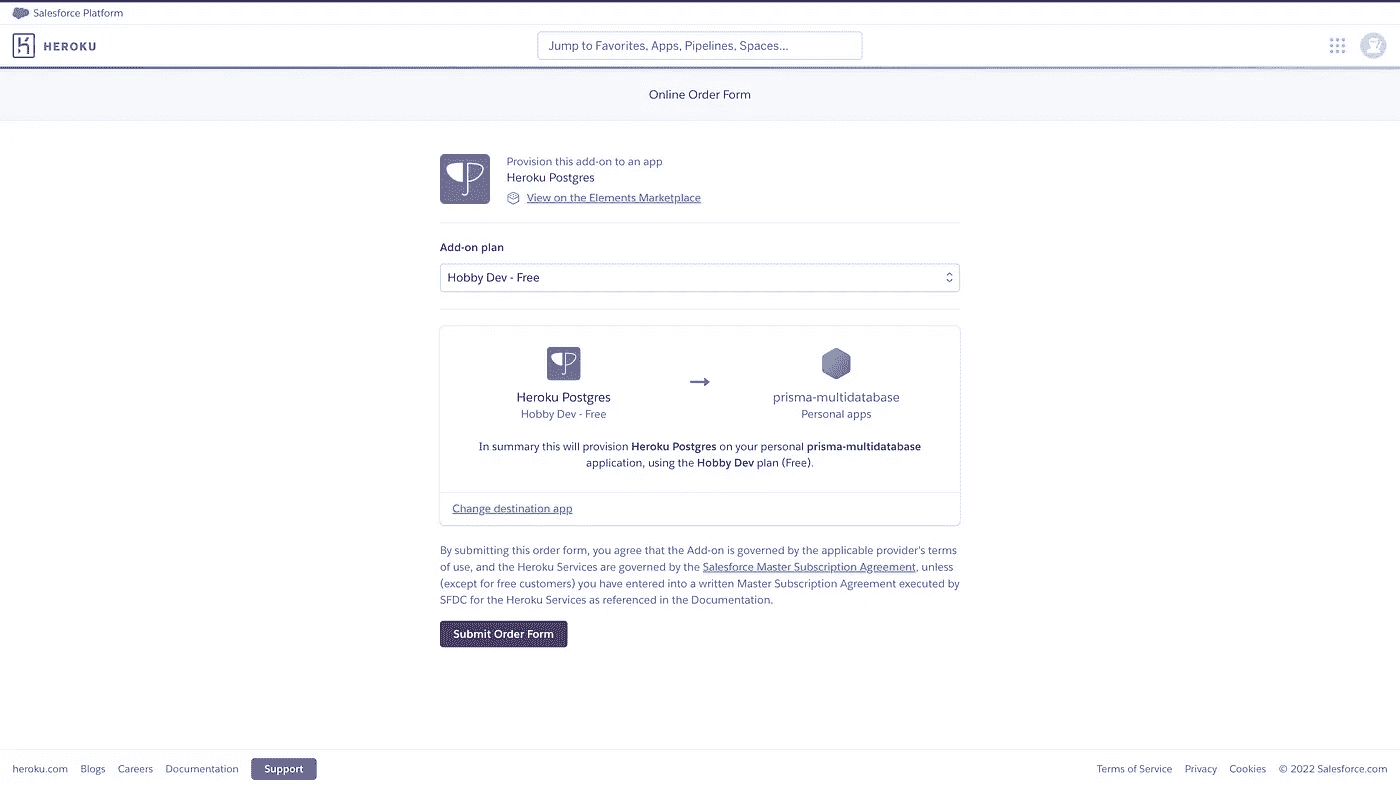 Salesforce Platform
HEROKU
Jump to Favorites, Apps, Pipelines, Spaces...
Online Order Form
Provision this add-on to an app
Heroku Postgres
View on the Elements Marketplace
Add-on plan
Hobby Dev - Free
Heroku Postgres
Hobby Dev - Free
prisma-multidatabase
Personal apps
In summary this will provision Heroku Postgres on your personal prisma-multidatabase
application, using the Hobby Dev plan (Free).
Change destination app
By submitting this order form, you agree that the Add-on is governed by the applicable provider's terms
of use, and the Heroku Services are governed by the Salesforce Master Subscription Agreement, unless
(except for free customers) you have entered into a written Master Subscription Agreement executed by
SFDC for the Heroku Services as referenced in the Documentation.
Submit Order Form
heroku.com Blogs Careers Documentation Support Terms of Service Privacy Cookies © 2022 Salesforce.com